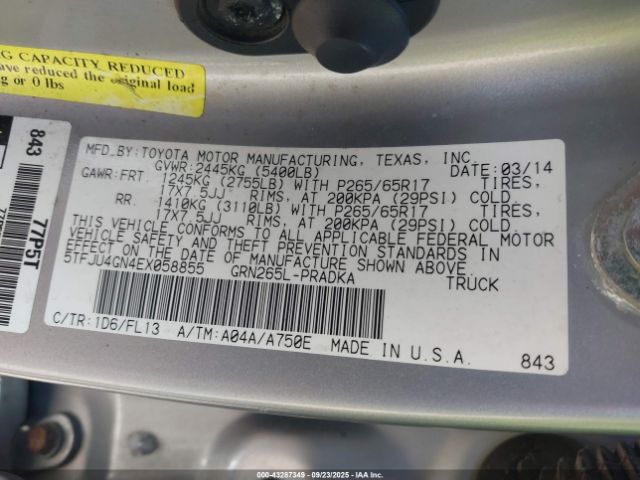 G CAPACITY REDUCED
ave reduced the original load
g or 0 lbs
843
77P5T
MFD.BY:TOYOTA MOTOR MANUFACTURING, TEXAS, INC.
GVWR:2445KG (5400LB) 03/14
GAWR:FRT. 1245KG (2755LB) WITH P265/65R17 TIRES,
17X7.5JJ RIMS, AT 200KPA (29PSI) COLD
RR. 1410KG (3110LB) WITH P265/65R17 TIRES,
17X7.5JJ RIMS, AT 200KPA (29PSI) COLD
THIS VEHICLE CONFORMS TO ALL APPLICABLE FEDERAL MOTOR
VEHICLE SAFETY AND THEFT PREVENTION STANDARDS IN
EFFECT ON THE DATE OF MANUFACTURE SHOWN ABOVE.
5TFJU4GN4EX058855 GRN265L-PRADKA TRUCK
C/TR:1D6/FL13 A/TM:A04A/A750E MADE IN U.S.A. 843
000-43287349 - 09/23/2025 - IAA Inc.